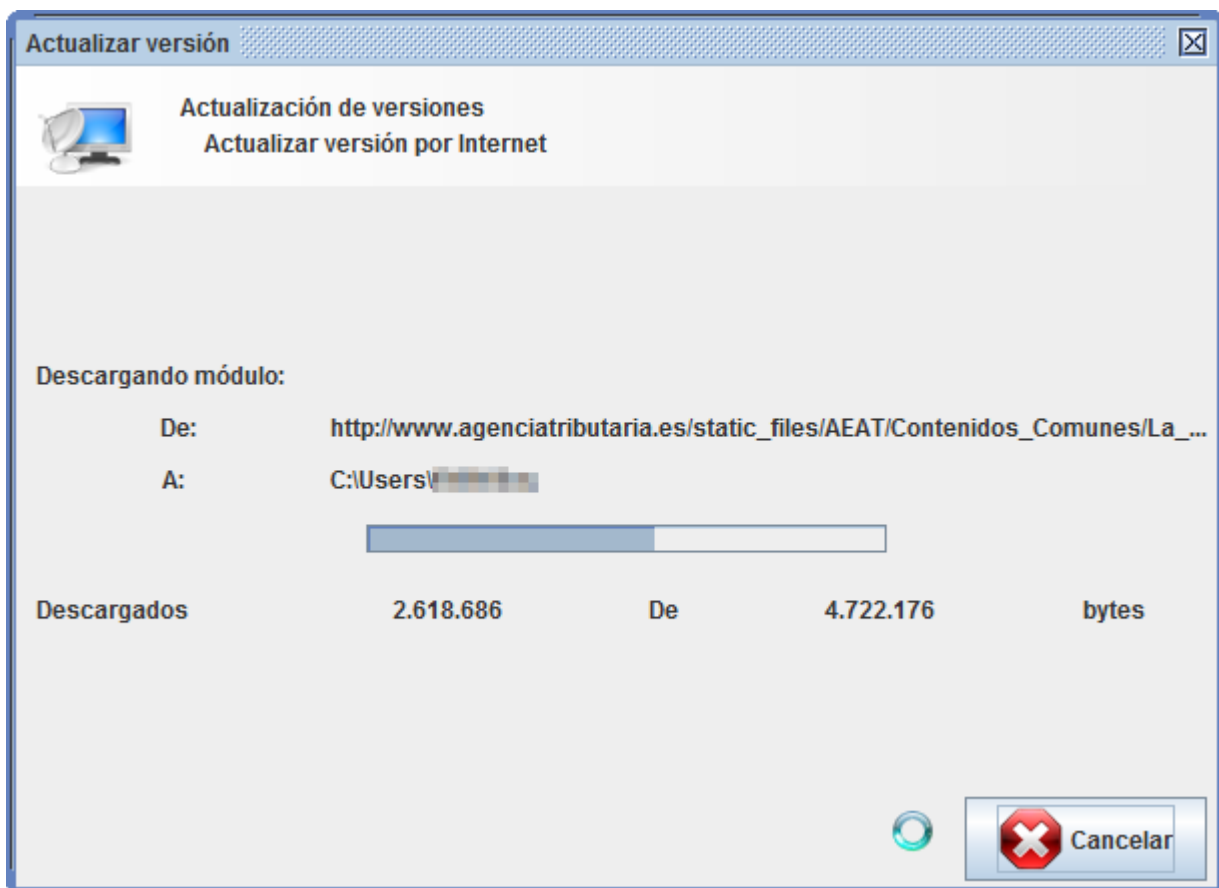 Actualizar versión
Actualización de versiones
Actualizar versión por Internet
Descargando módulo:
De: http://www.agenciatributaria.es/static_files/AEAT/Contenidos_Comunes/La_...
A: C:\Users\
Descargados 2.618.686 De 4.722.176 bytes
Cancelar